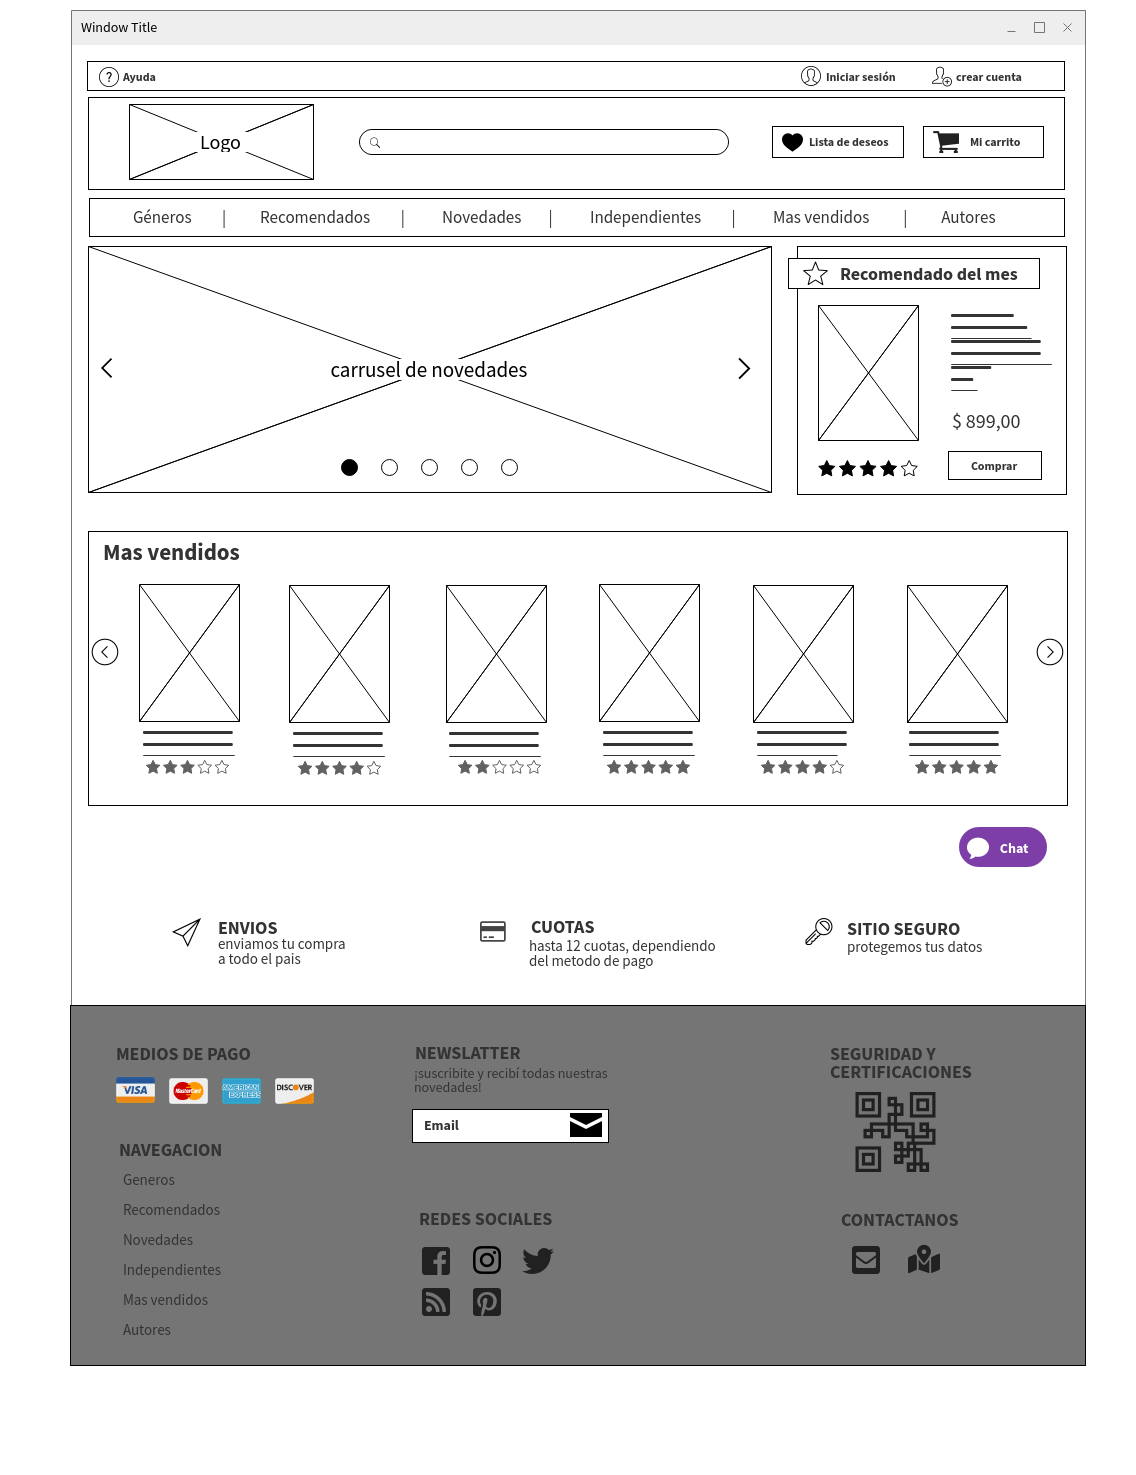 Window Title
? Ayuda
Iniciar sesión
crear cuenta
Logo
Lista de deseos
Mi carrito
Géneros | Recomendados | Novedades | Independientes | Mas vendidos | Autores
carrusel de novedades
Recomendado del mes
$ 899,00
Comprar
Mas vendidos
Chat
ENVIOS
enviamos tu compra
a todo el pais
CUOTAS
hasta 12 cuotas, dependiendo
del metodo de pago
SITIO SEGURO
protegemos tus datos
MEDIOS DE PAGO
VISA
MasterCard
AMERICAN
EXPRESS
DISCOVER
NAVEGACION
Generos
Recomendados
Novedades
Independientes
Mas vendidos
Autores
NEWSLATTER
¡suscribite y recibí todas nuestras
novedades!
Email
REDES SOCIALES
SEGURIDAD Y
CERTIFICACIONES
CONTACTANOS